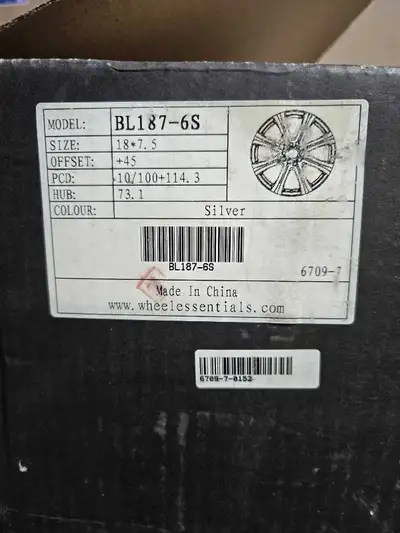 MODEL: BL187-6S
SIZE: 18*7.5
OFFSET: +45
PCD: 10/100+114.3
HUB: 73.1
COLOUR: Silver
BL187-6S
6709-7
Made In China
www.wheelessentials.com
6709-7-0152